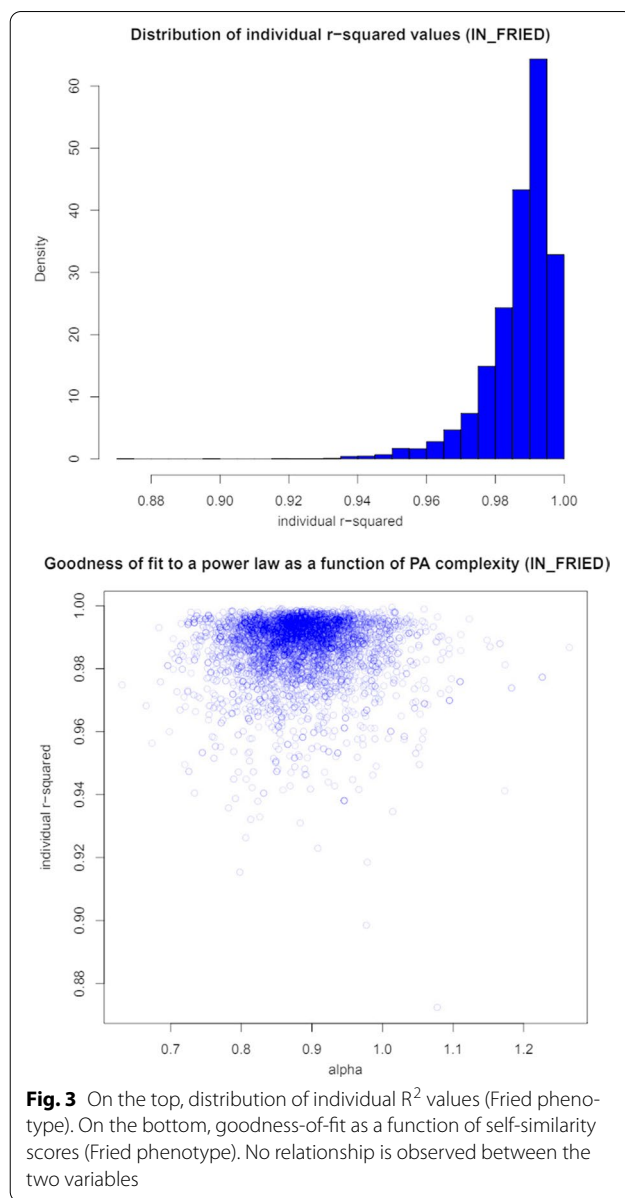 Distribution of individual r−squared values (IN_FRIED)
60
50
40
30
20
10
0
Density
0.88 0.90 0.92 0.94 0.96 0.98 1.00
individual r−squared
Goodness of fit to a power law as a function of PA complexity (IN_FRIED)
1.00
0.98
0.96
0.94
0.92
0.90
0.88
individual r−squared
0.7 0.8 0.9 1.0 1.1 1.2
alpha
Fig. 3 On the top, distribution of individual R² values (Fried pheno-
type). On the bottom, goodness-of-fit as a function of self-similarity
scores (Fried phenotype). No relationship is observed between the
two variables